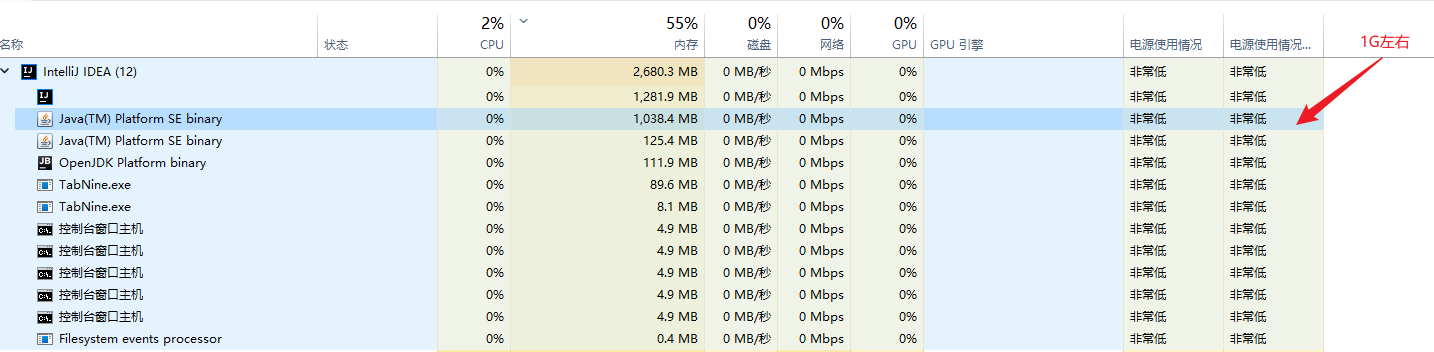 2% 55% 0% 0% 0%
名称 状态 CPU 内存 磁盘 网络 GPU GPU 引擎 电源使用情况 电源使用情况... 1G左右
IntelliJ IDEA (12) 0% 2,680.3 MB 0 MB/秒 0 Mbps 0% 非常低 非常低
IJ 0% 1,281.9 MB 0 MB/秒 0 Mbps 0% 非常低 非常低
Java(TM) Platform SE binary 0% 1,038.4 MB 0 MB/秒 0 Mbps 0% 非常低 非常低
Java(TM) Platform SE binary 0% 125.4 MB 0 MB/秒 0 Mbps 0% 非常低 非常低
JB OpenJDK Platform binary 0% 111.9 MB 0 MB/秒 0 Mbps 0% 非常低 非常低
TabNine.exe 0% 89.6 MB 0 MB/秒 0 Mbps 0% 非常低 非常低
TabNine.exe 0% 8.1 MB 0 MB/秒 0 Mbps 0% 非常低 非常低
控制台窗口主机 0% 4.9 MB 0 MB/秒 0 Mbps 0% 非常低 非常低
控制台窗口主机 0% 4.9 MB 0 MB/秒 0 Mbps 0% 非常低 非常低
控制台窗口主机 0% 4.9 MB 0 MB/秒 0 Mbps 0% 非常低 非常低
控制台窗口主机 0% 4.9 MB 0 MB/秒 0 Mbps 0% 非常低 非常低
控制台窗口主机 0% 4.9 MB 0 MB/秒 0 Mbps 0% 非常低 非常低
Filesystem events processor 0% 0.4 MB 0 MB/秒 0 Mbps 0% 非常低 非常低